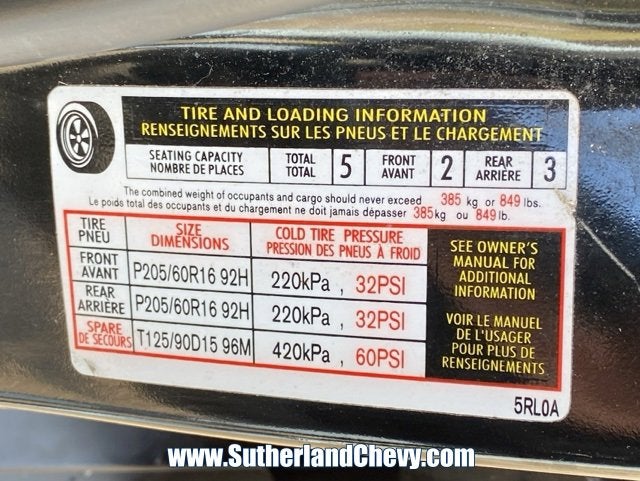 TIRE AND LOADING INFORMATION
RENSEIGNEMENTS SUR LES PNEUS ET LE CHARGEMENT
SEATING CAPACITY TOTAL 5 FRONT 2 REAR 3
NOMBRE DE PLACES TOTAL AVANT ARRIÈRE
The combined weight of occupants and cargo should never exceed 385 kg or 849 lbs.
Le poids total des occupants et du chargement ne doit jamais dépasser 385kg ou 849 lb.
TIRE SIZE COLD TIRE PRESSURE
PNEU DIMENSIONS PRESSION DES PNEUS À FROID
FRONT
AVANT P205/60R16 92H 220kPa , 32PSI
REAR
ARRIÈRE P205/60R16 92H 220kPa , 32PSI
SPARE
DE SECOURS T125/90D15 96M 420kPa , 60PSI
SEE OWNER'S
MANUAL FOR
ADDITIONAL
INFORMATION
VOIR LE MANUEL
DE L'USAGER
POUR PLUS DE
RENSEIGNEMENTS
5RL0A
www.SutherlandChevy.com